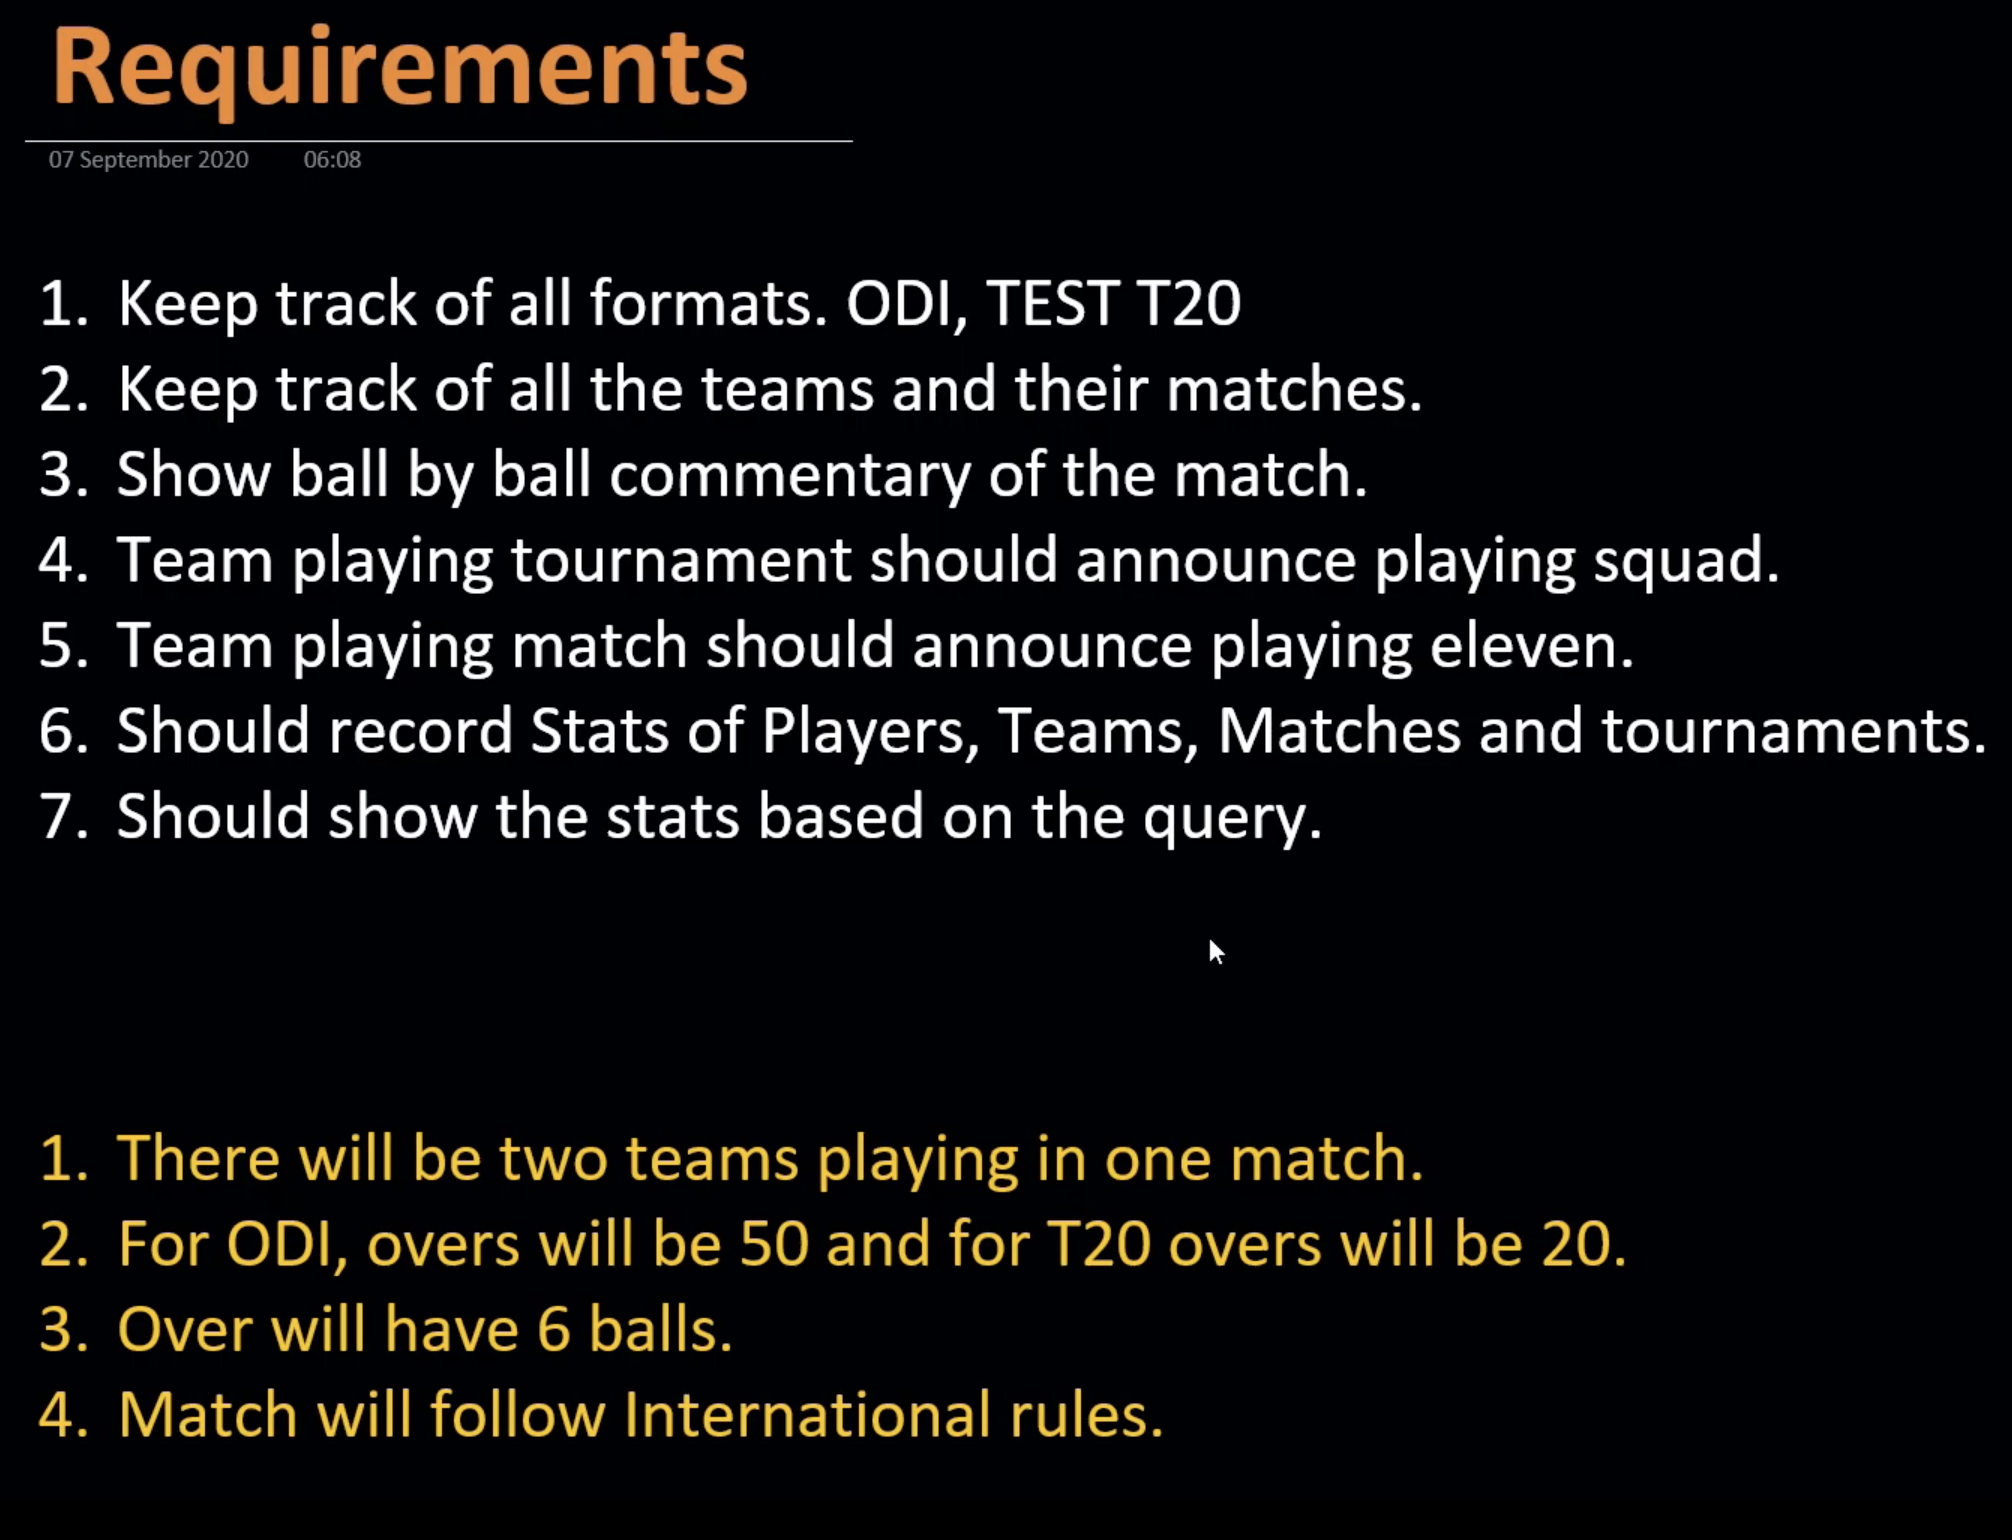 Requirements
07 September 2020 06:08
1. Keep track of all formats. ODI, TEST T20
2. Keep track of all the teams and their matches.
3. Show ball by ball commentary of the match.
4. Team playing tournament should announce playing squad.
5. Team playing match should announce playing eleven.
6. Should record Stats of Players, Teams, Matches and tournaments.
7. Should show the stats based on the query.
1. There will be two teams playing in one match.
2. For ODI, overs will be 50 and for T20 overs will be 20.
3. Over will have 6 balls.
4. Match will follow International rules.